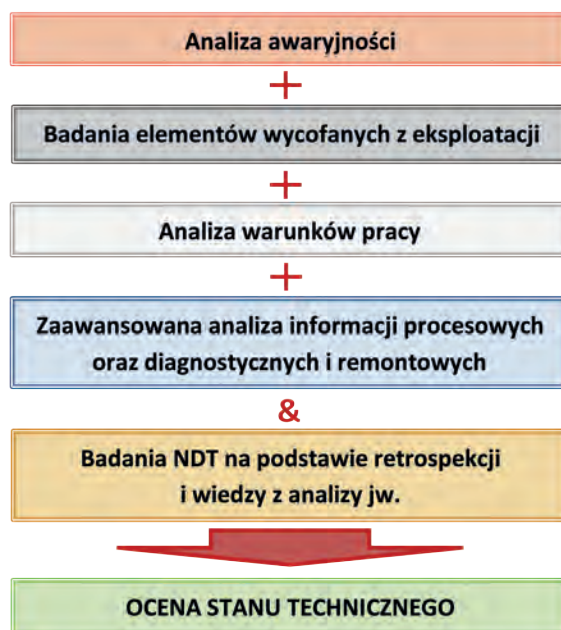 Analiza awaryjności
+
Badania elementów wycofanych z eksploatacji
+
Analiza warunków pracy
+
Zaawansowana analiza informacji procesowych
oraz diagnostycznych i remontowych
&
Badania NDT na podstawie retrospekcji
i wiedzy z analizy jw.
OCENA STANU TECHNICZNEGO